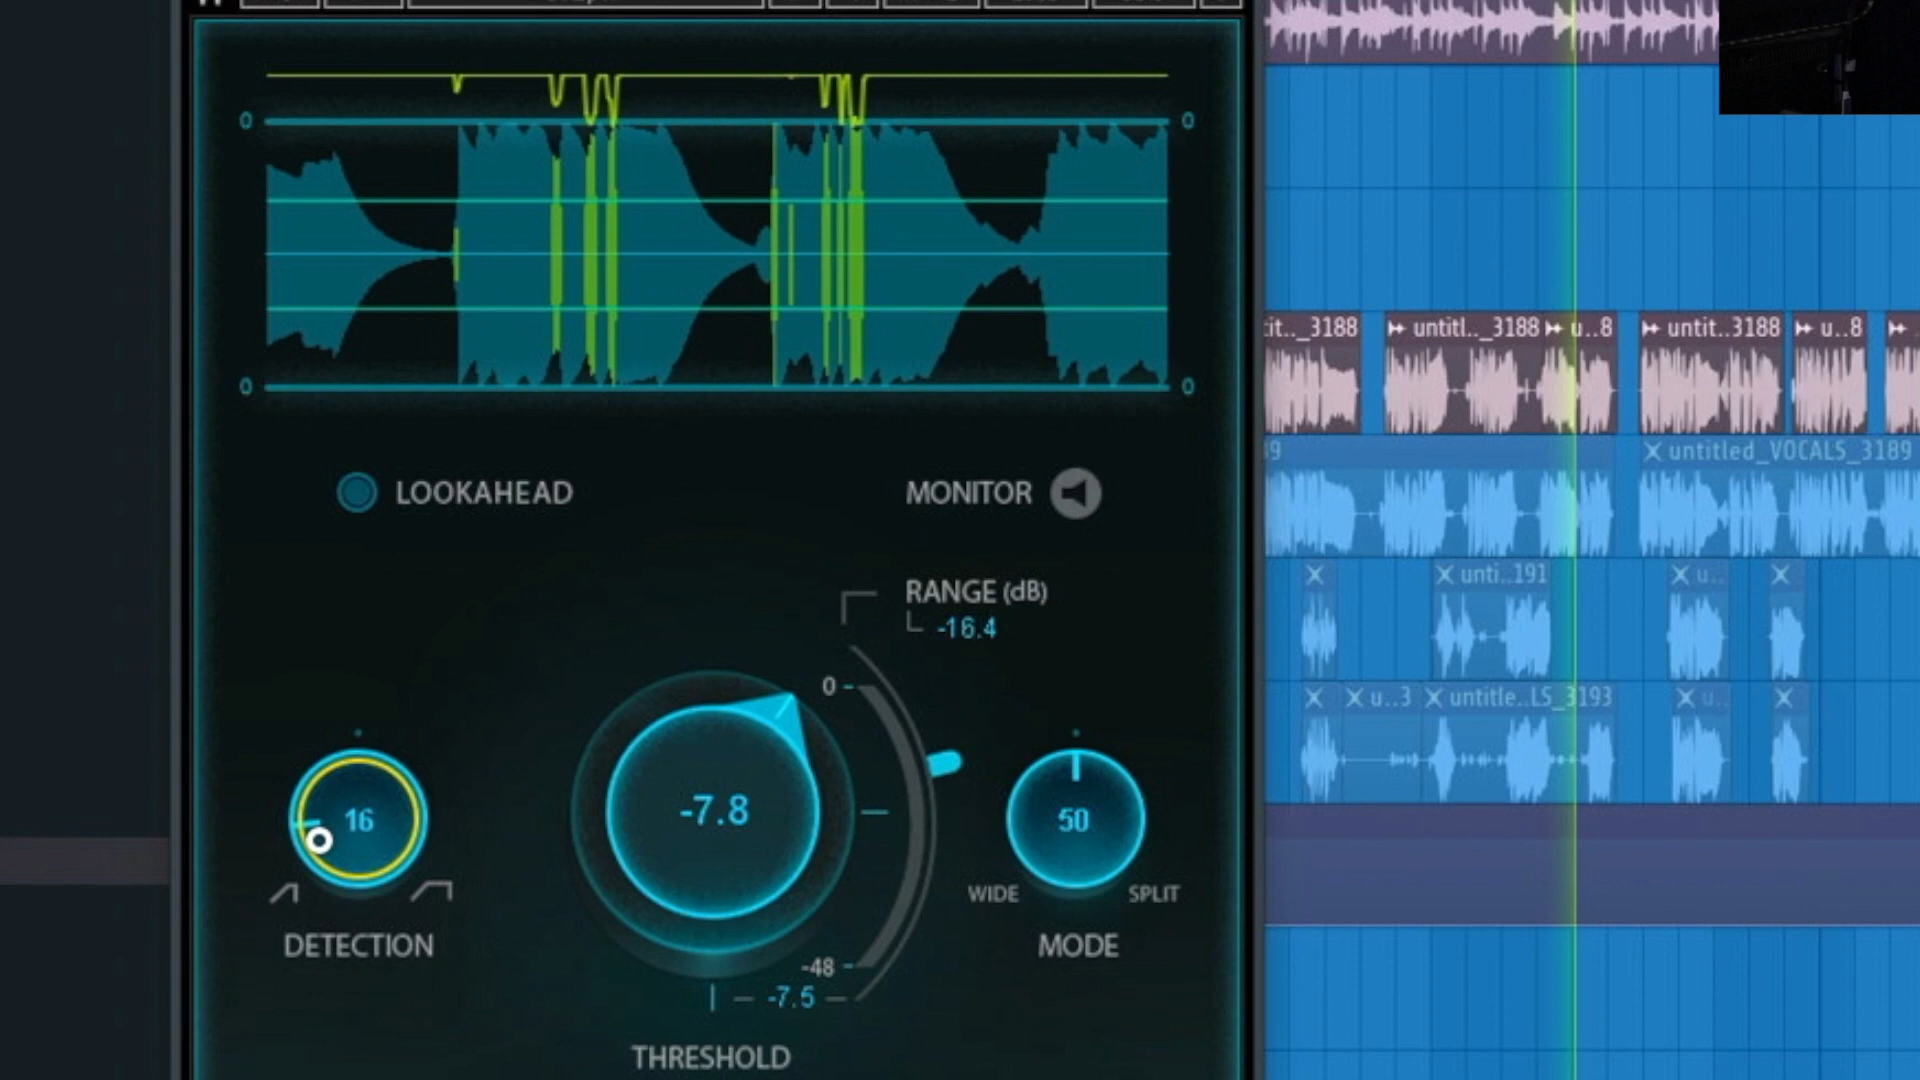 0 0
0 0
LOOKAHEAD
MONITOR
RANGE (dB)
-16.4
0
-7.8
16
50
WIDE SPLIT
DETECTION
MODE
-48
-7.5
THRESHOLD
it.._3188
untitl.._3188
u..8
untit..3188
u..8
untitled_VOCALS_3189
unti..191
u..
u..3
untitle..LS_3193
u..